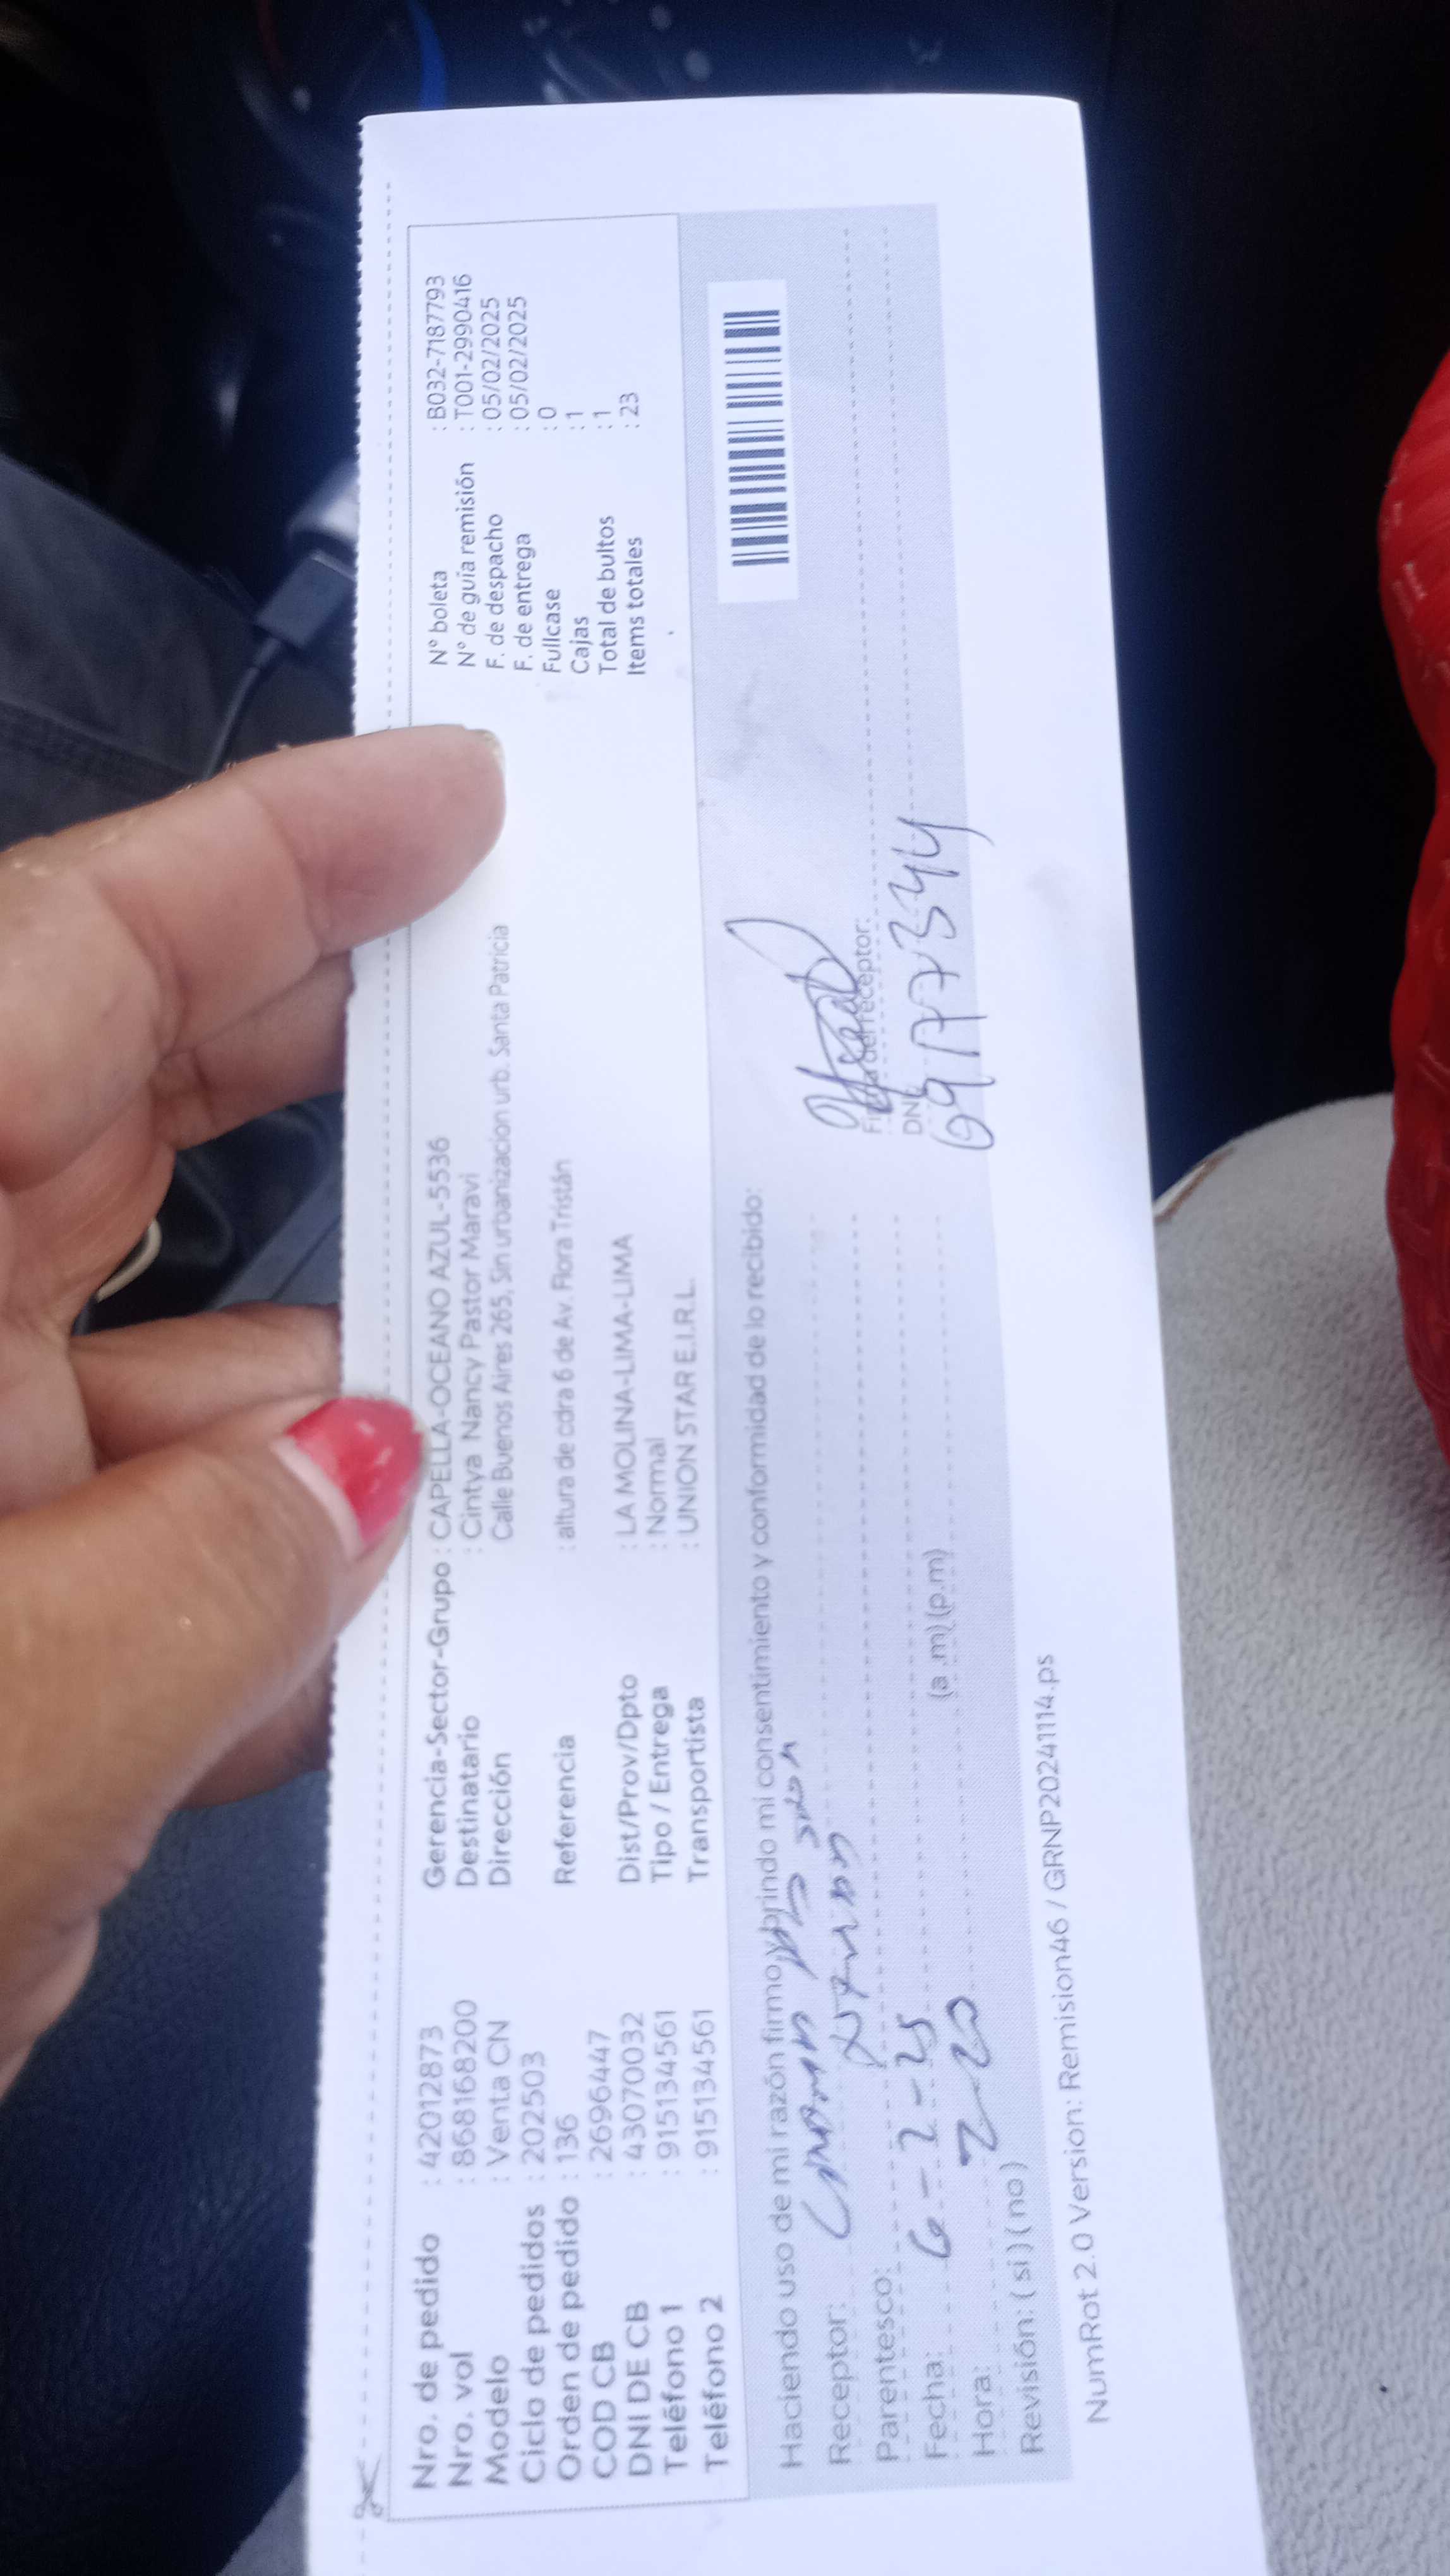 Nro. de pedido : 42012873
Nro. vol : 868168200
Modelo : Venta CN
Ciclo de pedidos : 202503
Orden de pedido : 136
COD CB : 2696447
DNI DE CB : 43070032
Teléfono 1 : 915134561
Teléfono 2 : 915134561
Gerencia-Sector-Grupo : CAPELLA-OCEANO AZUL-5536
Destinatario : Cintya Nancy Pastor Maravi
Dirección Calle Buenos Aires 265, Sin urbanizacion urb. Santa Patricia
Referencia : altura de cdra 6 de Av. Flora Tristán
Dist/Prov/Dpto : LA MOLINA-LIMA-LIMA
Tipo / Entrega : Normal
Transportista : UNION STAR E.I.R.L.
N° boleta : B032-7187793
N° de guía remisión : T001-2990416
F. de despacho : 05/02/2025
F. de entrega : 05/02/2025
Fullcase : 0
Cajas : 1
Total de bultos : 1
Items totales : 23
Haciendo uso de mi razón firmo y brindo mi consentimiento y conformidad de lo recibido:
Receptor:
Parentesco:
Fecha: 6-2-25
Hora: 2-20 (a .m) (p.m)
Revisión: ( si ) ( no )
Firma del receptor:
DNI
09177344
NumRot 2.0 Version: Remision46 / GRNP20241114.ps